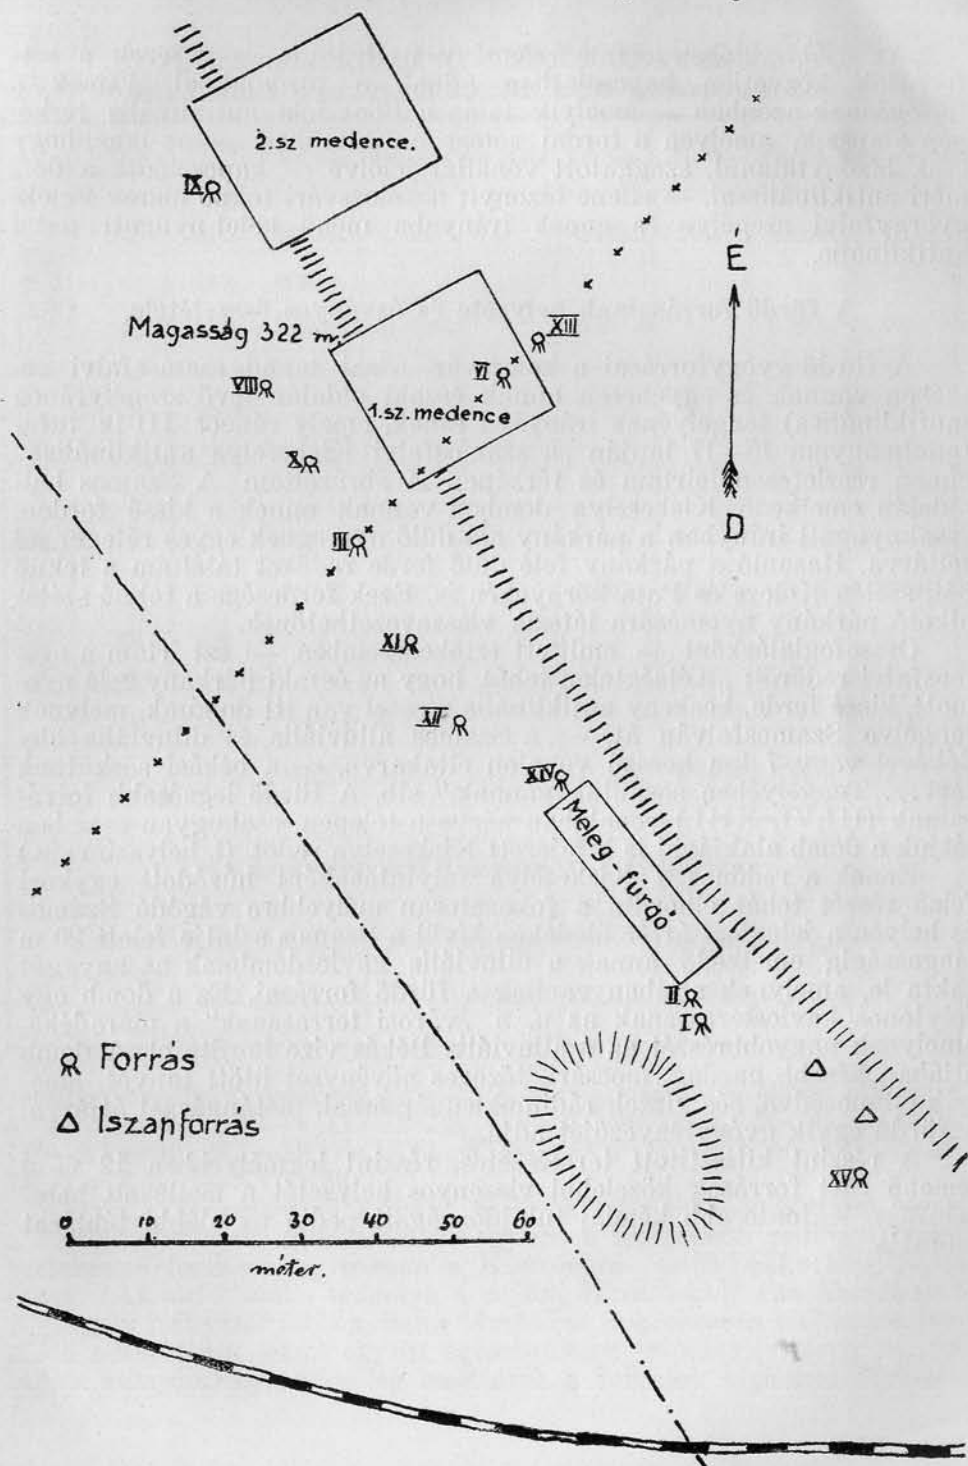 2.sz medence.
IX
É
Magasság 322 m.
XIII
VI
VIII
1.sz. medence
X
III
D
XI
XII
XIV
Meleg-fürgő
II
I
Forrás
Iszapforrás
XV
0 10 20 30 40 50 60
méter.